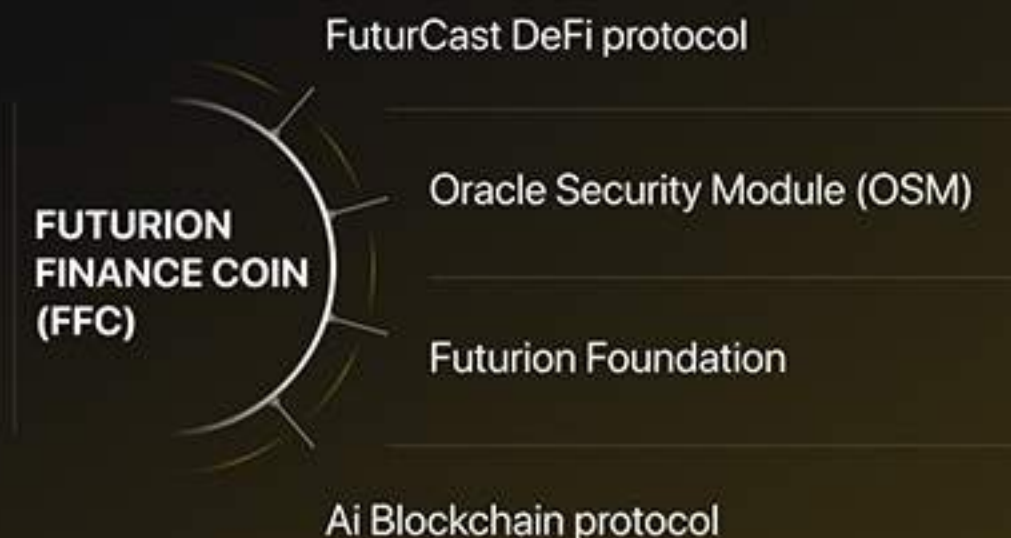 FuturCast DeFi protocol
Oracle Security Module (OSM)
FUTURION
FINANCE COIN
(FFC)
Futurion Foundation
Ai Blockchain protocol